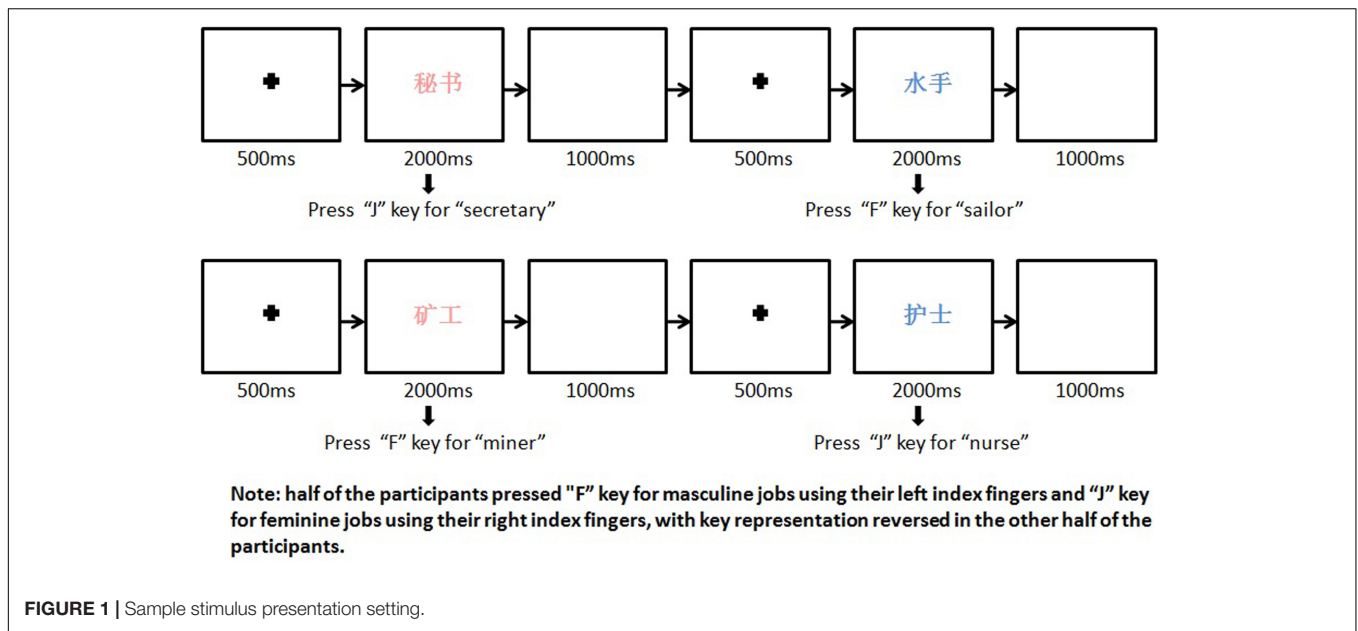 秘书
水手
500ms 2000ms 1000ms 500ms 2000ms 1000ms
Press “J” key for “secretary”
Press “F” key for “sailor”
矿工
护士
500ms 2000ms 1000ms 500ms 2000ms 1000ms
Press “F” key for “miner”
Press “J” key for “nurse”
Note: half of the participants pressed "F” key for masculine jobs using their left index fingers and “J” key
for feminine jobs using their right index fingers, with key representation reversed in the other half of the
participants.
FIGURE 1 | Sample stimulus presentation setting.